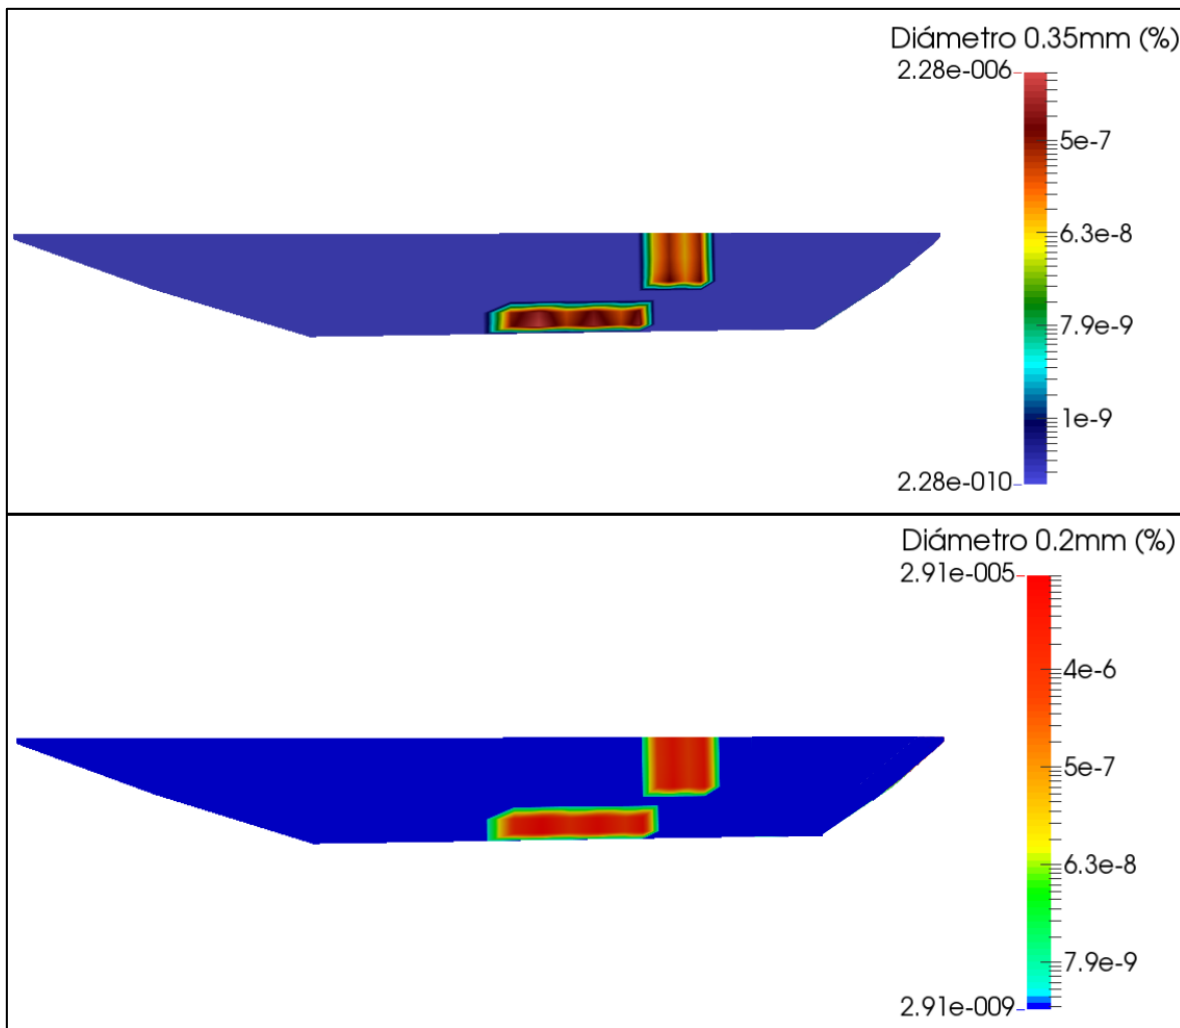 Diámetro 0.35mm (%)
2.28e-006
5e-7
6.3e-8
7.9e-9
1e-9
2.28e-010
Diámetro 0.2mm (%)
2.91e-005
4e-6
5e-7
6.3e-8
7.9e-9
2.91e-009